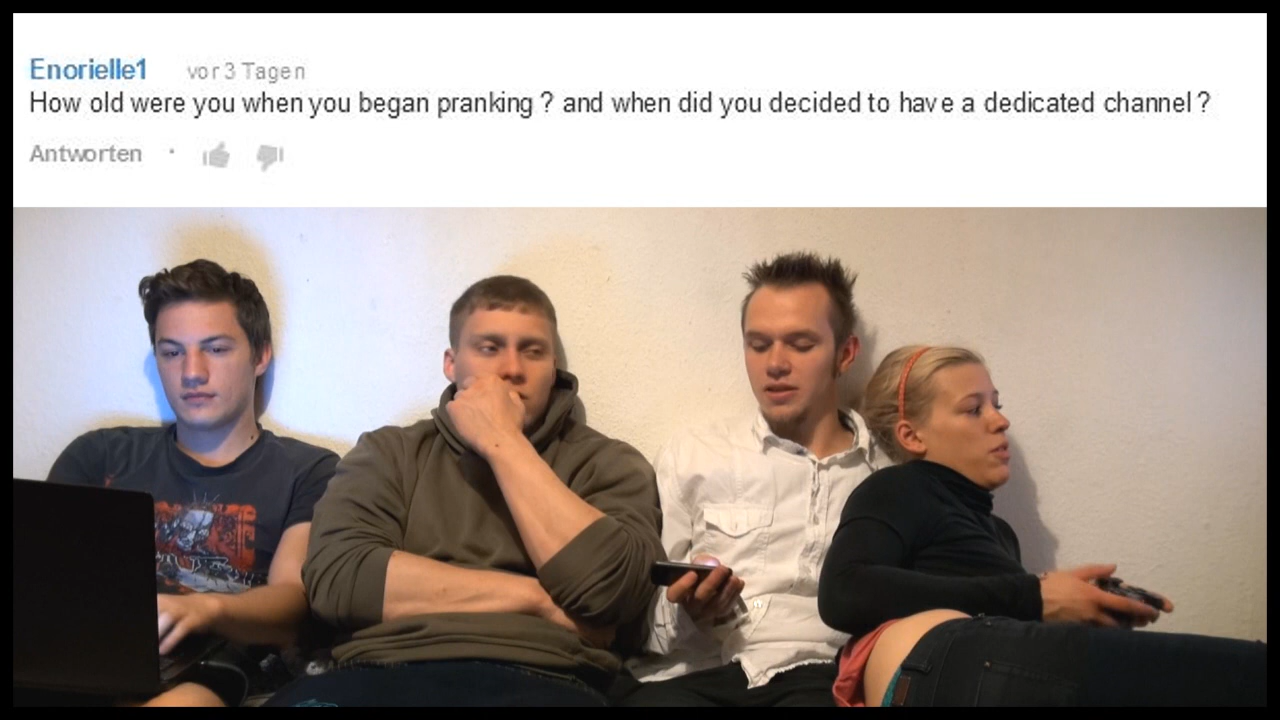 Enorielle1 vor 3 Tagen
How old were you when you began pranking ? and when did you decided to have a dedicated channel ?
Antworten ·